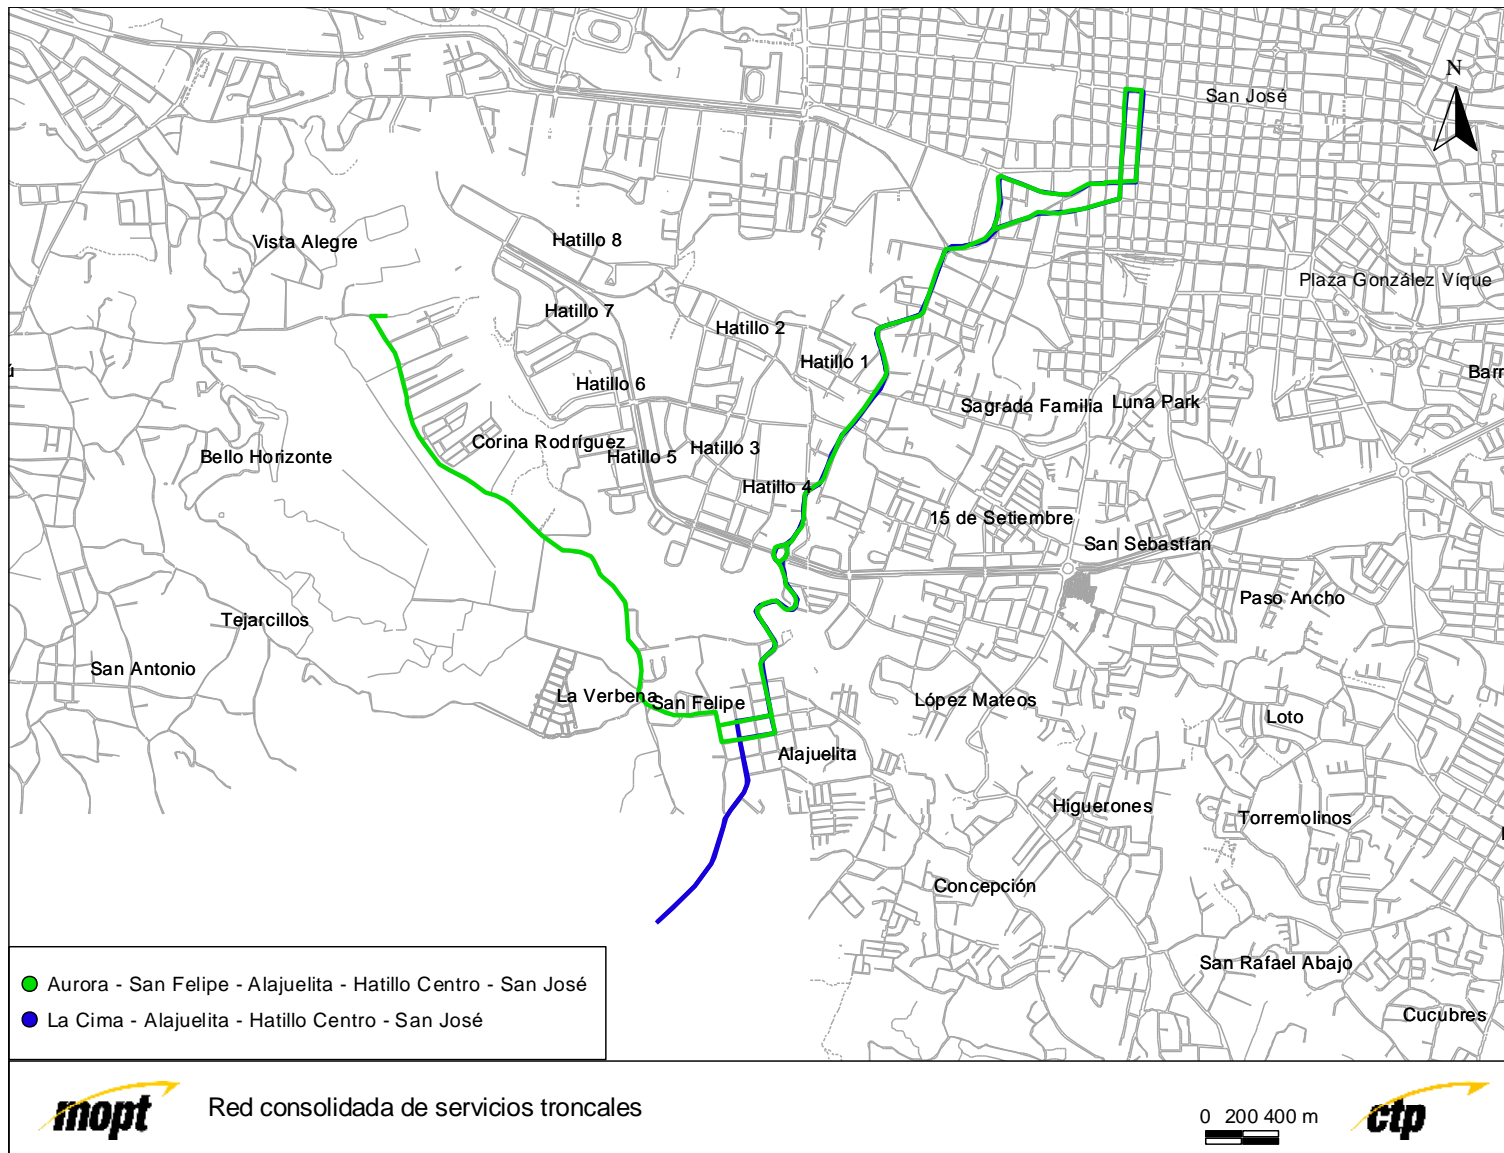 N
San José
Vista Alegre
Hatillo 8
Plaza González Víque
Hatillo 7
Hatillo 2
Hatillo 1
Barr
Hatillo 6
Sagrada Familia
Luna Park
Corina Rodríguez
Hatillo 3
Bello Horizonte
Hatillo 5
Hatillo 4
15 de Setiembre
San Sebastían
Paso Ancho
Tejarcillos
San Antonio
La Verbena
San Felipe
López Mateos
Loto
Alajuelita
Higuerones
Torremolinos
Concepción
San Rafael Abajo
Cucubres
Aurora - San Felipe - Alajuelita - Hatillo Centro - San José
La Cima - Alajuelita - Hatillo Centro - San José
mopt
Red consolidada de servicios troncales
0 200 400 m
ctp